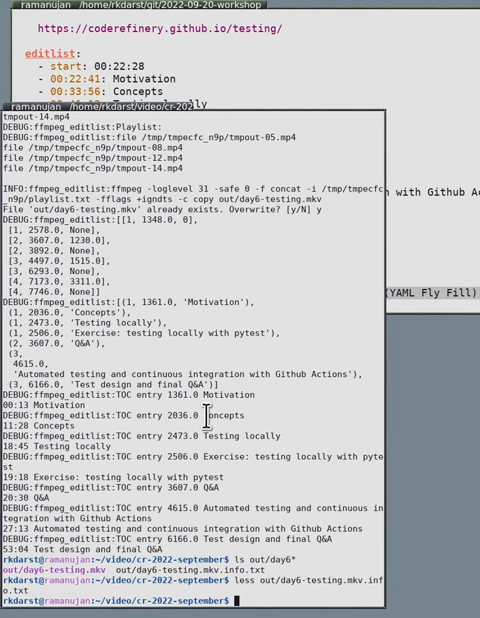 ramanujan /home/rkdarst/git/2022-09-20-workshop
https://coderefinery.github.io/testing/
editlist:
- start: 00:22:28
- 00:22:41: Motivation
- 00:33:56: Concepts
ramanujan /home/rkdarst/video/cr-202
tmpout-14.mp4
DEBUG:ffmpeg_editlist:Playlist:
DEBUG:ffmpeg_editlist:file /tmp/tmpecfc_n9p/tmpout-05.mp4
file /tmp/tmpecfc_n9p/tmpout-08.mp4
file /tmp/tmpecfc_n9p/tmpout-12.mp4
file /tmp/tmpecfc_n9p/tmpout-14.mp4
INFO:ffmpeg_editlist:ffmpeg -loglevel 31 -safe 0 -f concat -i /tmp/tmpecfc
_n9p/playlist.txt -fflags +igndts -c copy out/day6-testing.mkv
File 'out/day6-testing.mkv' already exists. Overwrite? [y/N] y
DEBUG:ffmpeg_editlist:[[1, 1348.0, 0],
[1, 2578.0, None],
[2, 3607.0, 1230.0],
[2, 3892.0, None],
[3, 4497.0, 1515.0],
[3, 6293.0, None],
[4, 7173.0, 3311.0],
[4, 7746.0, None]]
DEBUG:ffmpeg_editlist:[(1, 1361.0, 'Motivation'),
(1, 2036.0, 'Concepts'),
(1, 2473.0, 'Testing locally'),
(1, 2506.0, 'Exercise: testing locally with pytest'),
(2, 3607.0, 'Q&A'),
(3,
4615.0,
'Automated testing and continuous integration with Github Actions'),
(3, 6166.0, 'Test design and final Q&A')]
DEBUG:ffmpeg_editlist:TOC entry 1361.0 Motivation
00:13 Motivation
DEBUG:ffmpeg_editlist:TOC entry 2036.0 Concepts
11:28 Concepts
DEBUG:ffmpeg_editlist:TOC entry 2473.0 Testing locally
18:45 Testing locally
DEBUG:ffmpeg_editlist:TOC entry 2506.0 Exercise: testing locally with pyte
st
19:18 Exercise: testing locally with pytest
DEBUG:ffmpeg_editlist:TOC entry 3607.0 Q&A
20:30 Q&A
DEBUG:ffmpeg_editlist:TOC entry 4615.0 Automated testing and continuous in
tegration with Github Actions
27:13 Automated testing and continuous integration with Github Actions
DEBUG:ffmpeg_editlist:TOC entry 6166.0 Test design and final Q&A
53:04 Test design and final Q&A
rkdarst@ramanujan:~/video/cr-2022-september$ ls out/day6*
out/day6-testing.mkv out/day6-testing.mkv.info.txt
rkdarst@ramanujan:~/video/cr-2022-september$ less out/day6-testing.mkv.inf
o.txt
rkdarst@ramanujan:~/video/cr-2022-september$
n with Github Ac
(YAML Fly Fill)